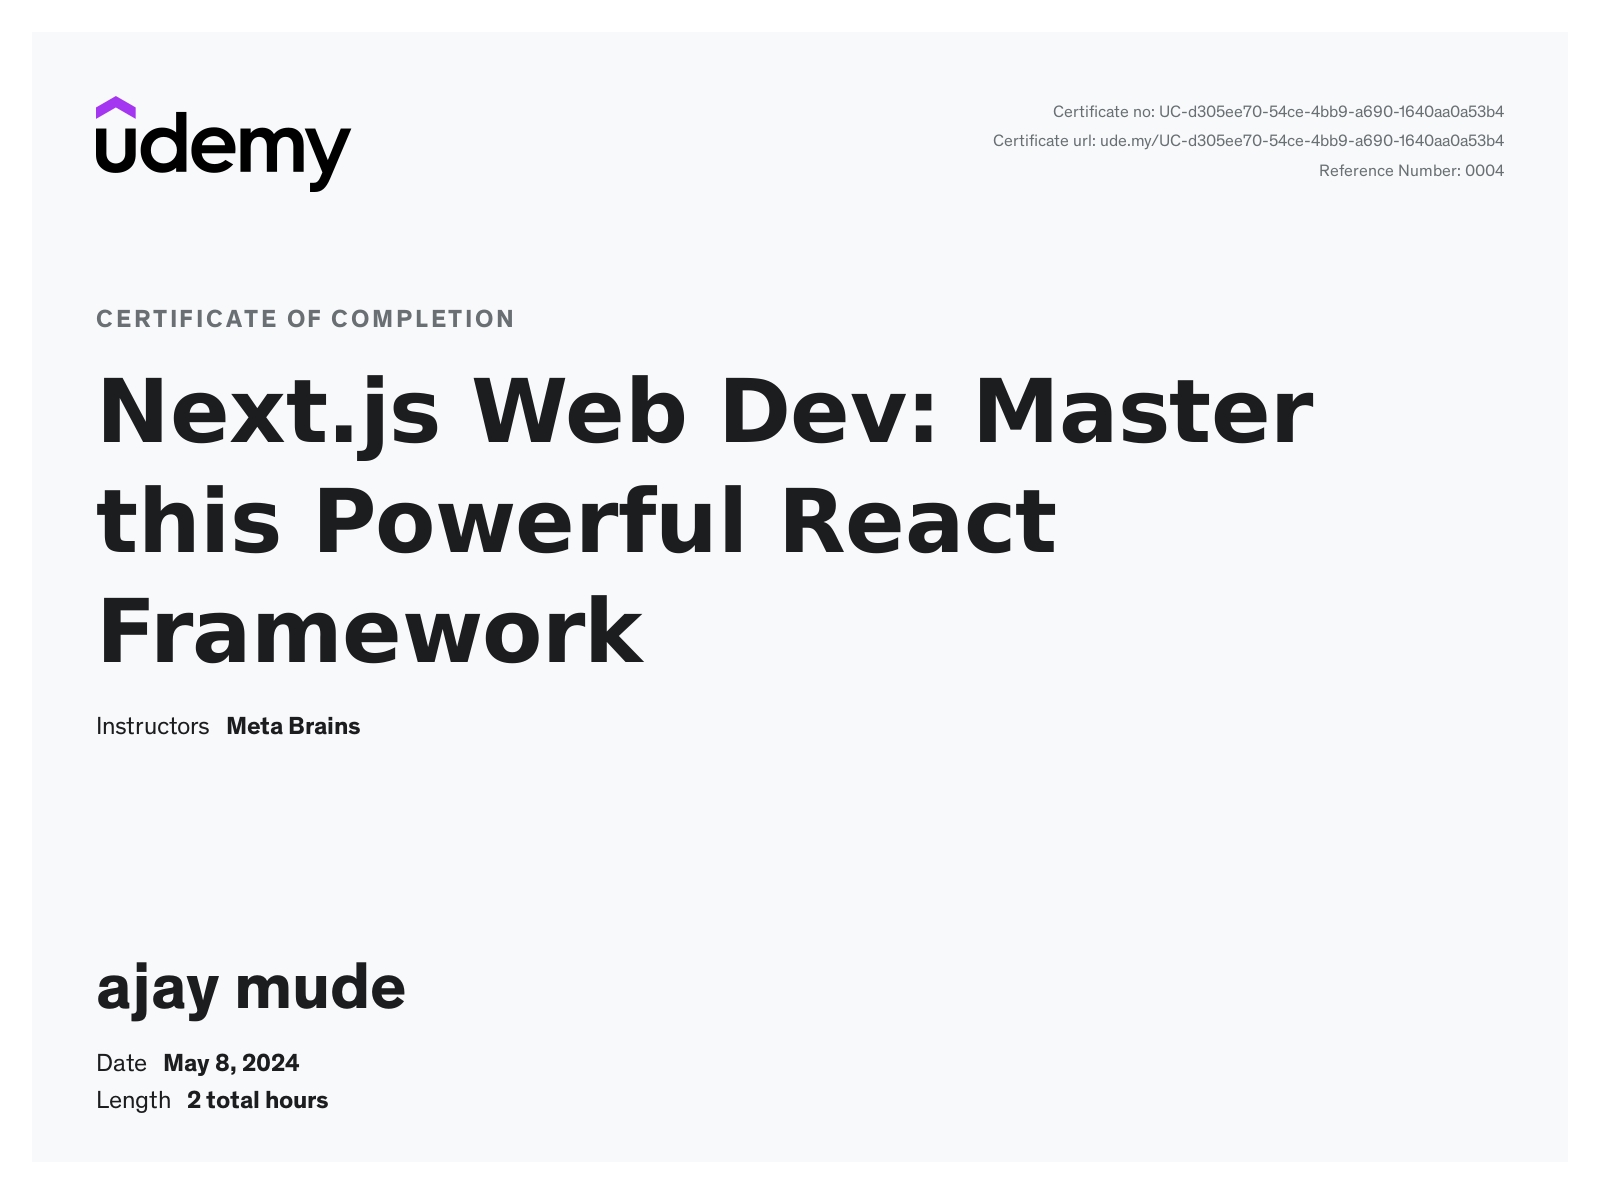 udemy
Certificate no: UC-d305ee70-54ce-4bb9-a690-1640aa0a53b4
Certificate url: ude.my/UC-d305ee70-54ce-4bb9-a690-1640aa0a53b4
Reference Number: 0004
CERTIFICATE OF COMPLETION
Next.js Web Dev: Master
this Powerful React
Framework
Instructors Meta Brains
ajay mude
Date May 8, 2024
Length 2 total hours